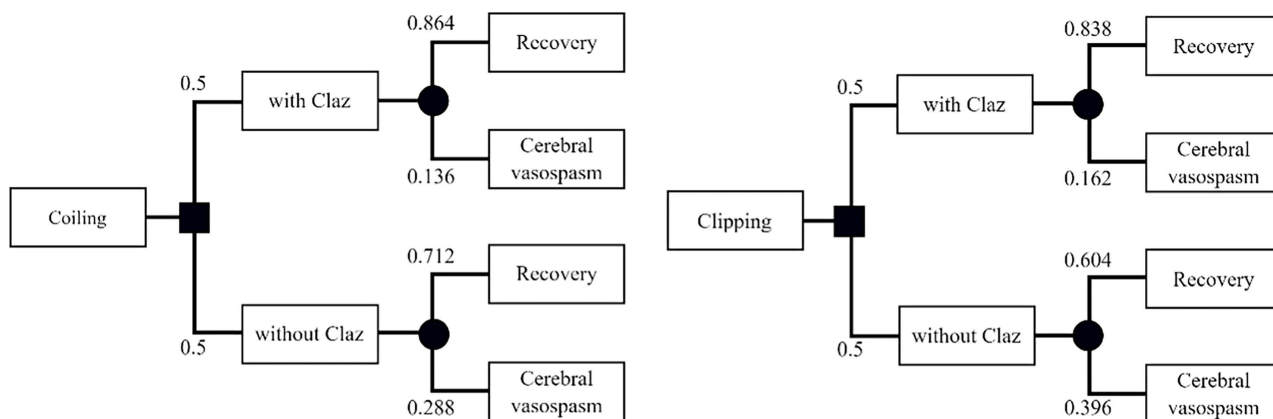 0.864
Recovery
0.5
with Claz
0.136
Cerebral
vasospasm
Coiling
0.712
Recovery
0.5
without Claz
0.288
Cerebral
vasospasm
0.838
Recovery
0.5
with Claz
0.162
Cerebral
vasospasm
Clipping
0.604
Recovery
0.5
without Claz
0.396
Cerebral
vasospasm